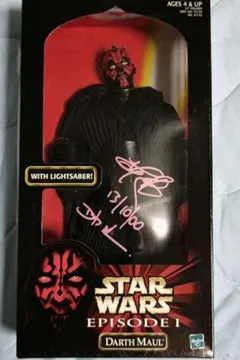 AGES 4 & UP
WITH LIGHTSABER!
13/10/00
STAR
WARS
EPISODE I
DARTH MAUL
Hasbro